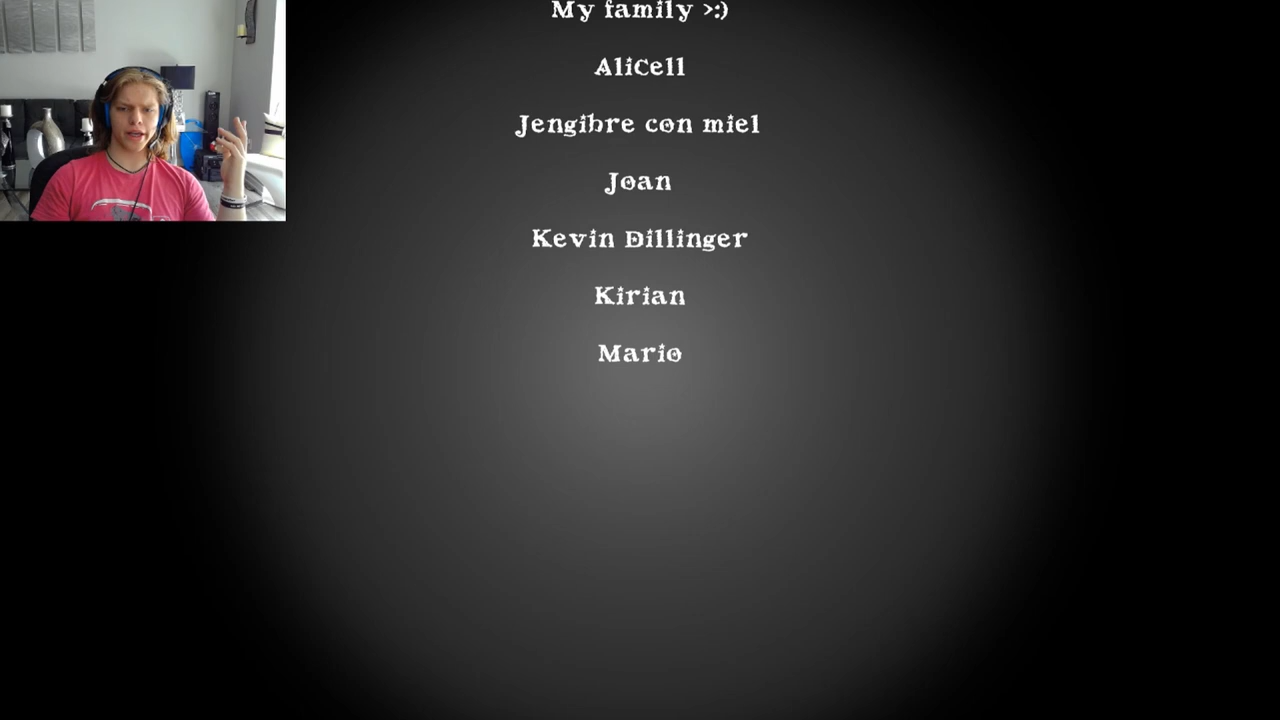 My family >:)
AliCell
Jengibre con miel
Joan
Kevin Dillinger
Kirian
Mario